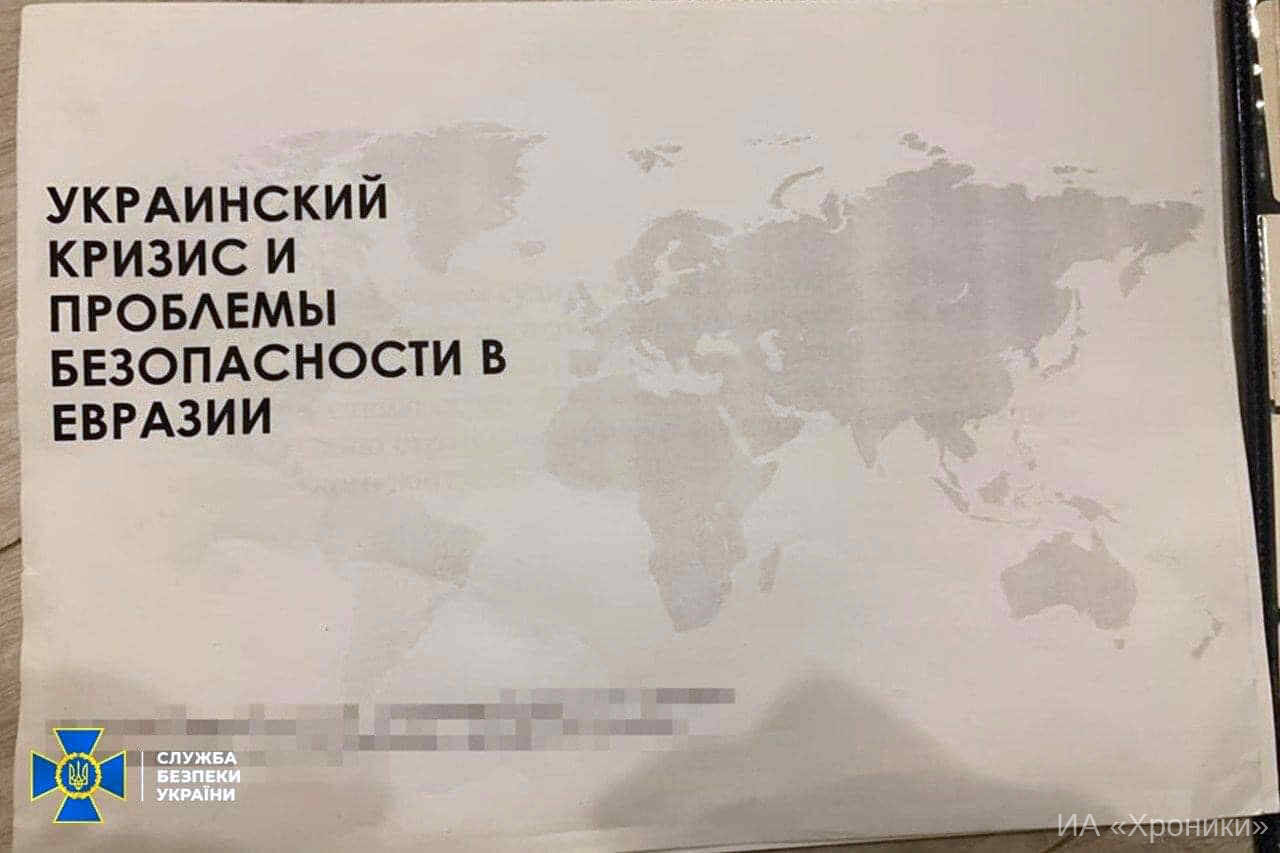 УКРАИНСКИЙ
КРИЗИС И
ПРОБЛЕМЫ
БЕЗОПАСНОСТИ В
ЕВРАЗИИ
СЛУЖБА
БЕЗПЕКИ
УКРАЇНИ
ИА «Хроники»